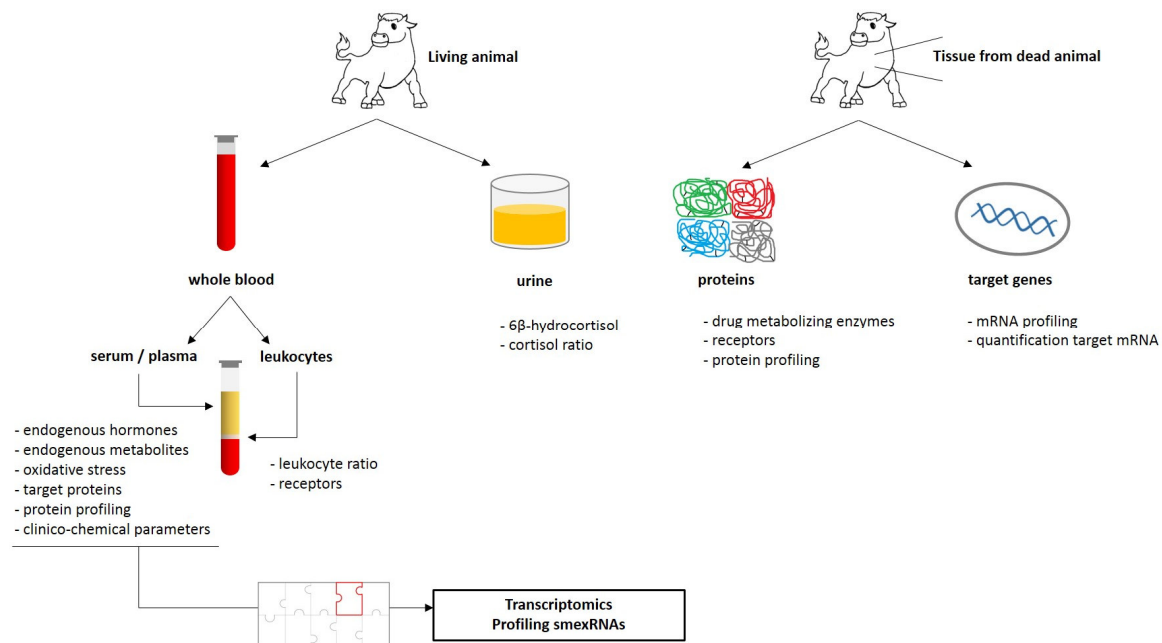 Living animal
Tissue from dead animal
whole blood
urine
proteins
target genes
- 6β-hydrocortisol
- cortisol ratio
- drug metabolizing enzymes
- receptors
- protein profiling
- mRNA profiling
- quantification target mRNA
serum / plasma
leukocytes
- endogenous hormones
- endogenous metabolites
- oxidative stress
- target proteins
- protein profiling
- clinico-chemical parameters
- leukocyte ratio
- receptors
Transcriptomics
Profiling smexRNAs